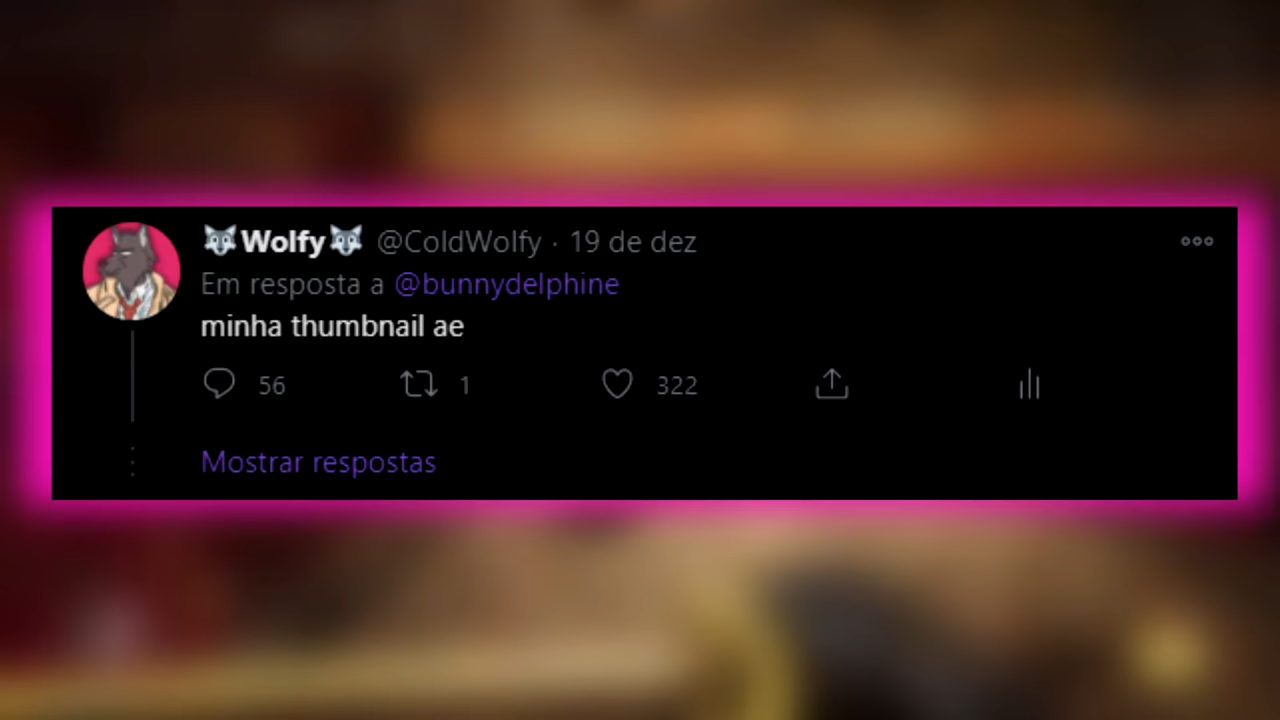 🐺Wolfy🐺 @ColdWolfy · 19 de dez
Em resposta a @bunnydelphine
minha thumbnail ae
56 1 322
Mostrar respostas